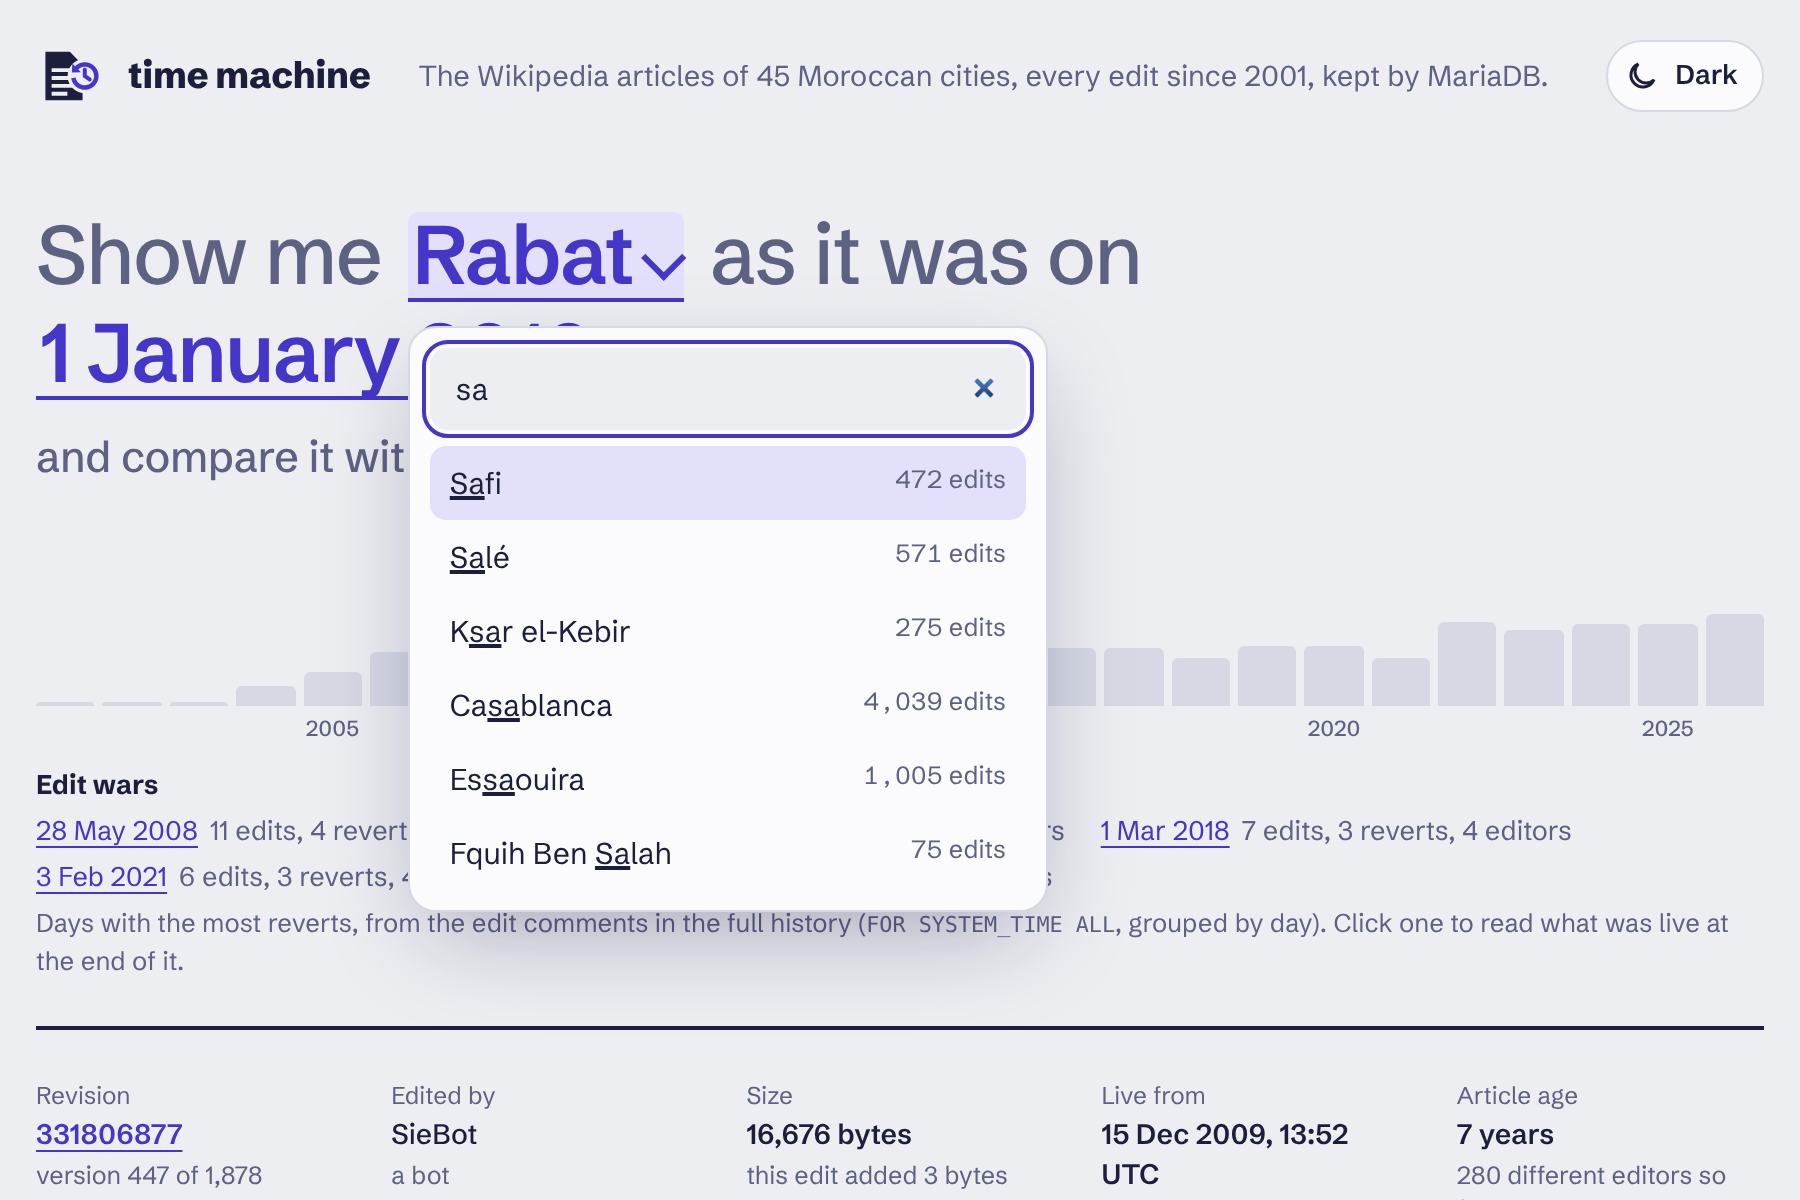 time machine
The Wikipedia articles of 45 Moroccan cities, every edit since 2001, kept by MariaDB.
Dark
Show me Rabat as it was on
1 January
and compare it wit
sa
Safi 472 edits
Salé 571 edits
Ksar el-Kebir 275 edits
Casablanca 4,039 edits
Essaouira 1,005 edits
Fquih Ben Salah 75 edits
2005 2020 2025
Edit wars
28 May 2008 11 edits, 4 revert
1 Mar 2018 7 edits, 3 reverts, 4 editors
3 Feb 2021 6 edits, 3 reverts,
Days with the most reverts, from the edit comments in the full history (FOR SYSTEM_TIME ALL, grouped by day). Click one to read what was live at
the end of it.
Revision
331806877
version 447 of 1,878
Edited by
SieBot
a bot
Size
16,676 bytes
this edit added 3 bytes
Live from
15 Dec 2009, 13:52
UTC
Article age
7 years
280 different editors so